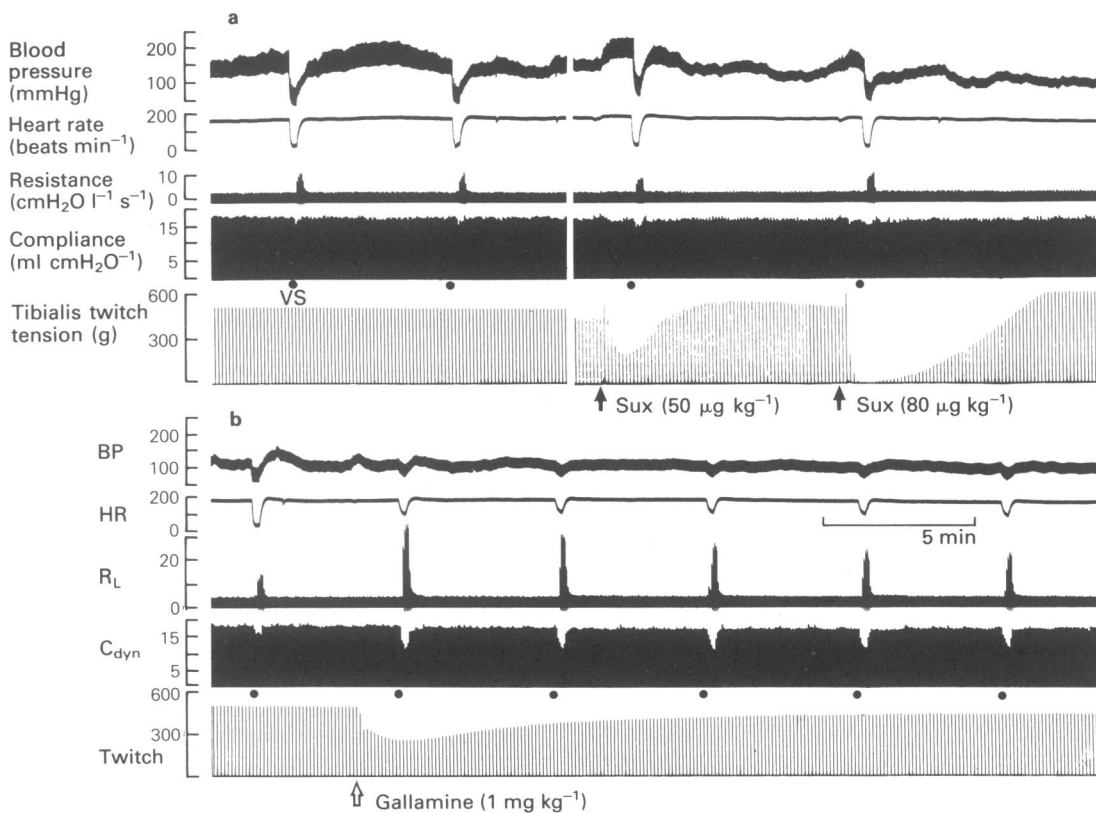 a
Blood pressure (mmHg)
200
100
Heart rate (beats min⁻¹)
200
0
Resistance (cmH₂O l⁻¹ s⁻¹)
10
0
Compliance (ml cmH₂O⁻¹)
15
5
VS
Tibialis twitch tension (g)
600
300
Sux (50 µg kg⁻¹)
Sux (80 µg kg⁻¹)
b
BP
200
100
HR
200
0
5 min
R_L
20
0
C_dyn
15
5
Twitch
600
300
Gallamine (1 mg kg⁻¹)